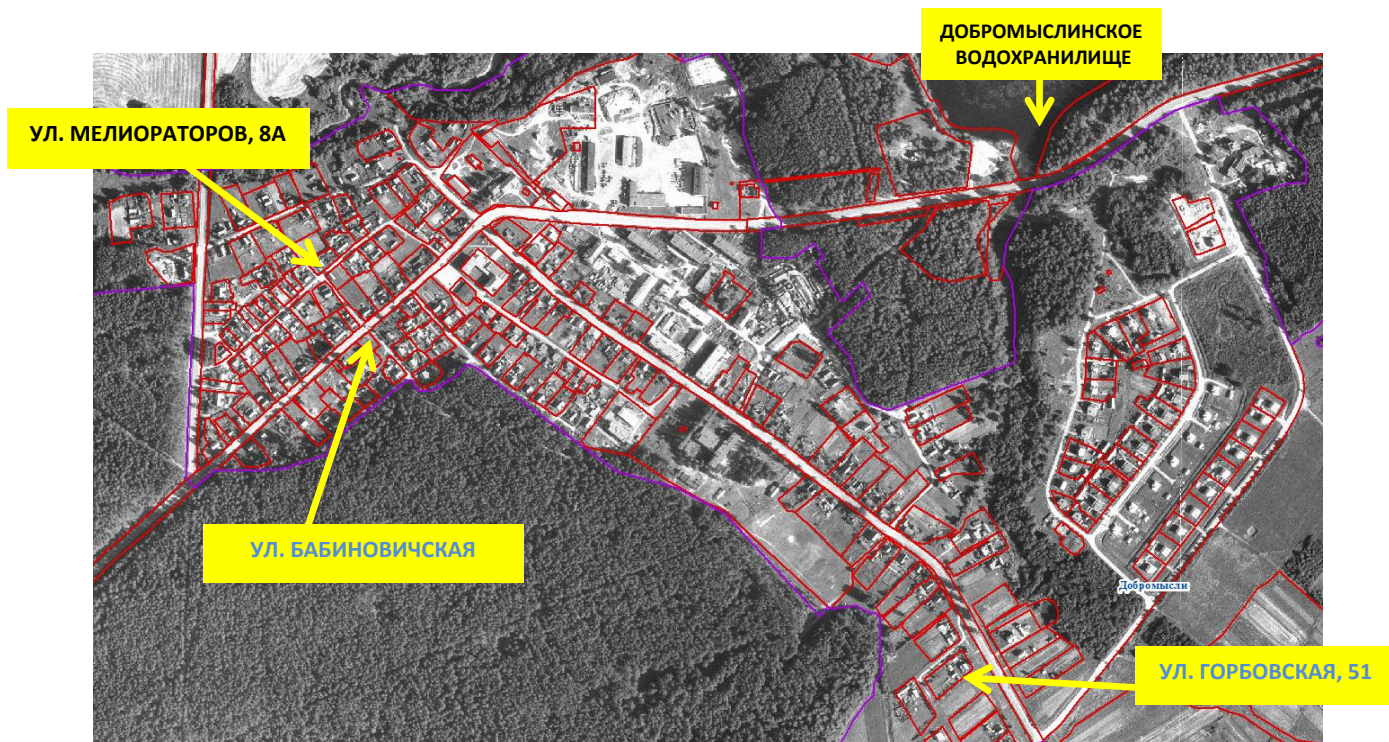 ДОБРОМЫСЛИНСКОЕ
ВОДОХРАНИЛИЩЕ
УЛ. МЕЛИОРАТОРОВ, 8А
УЛ. БАБИНОВИЧСКАЯ
Добромысли
УЛ. ГОРБОВСКАЯ, 51